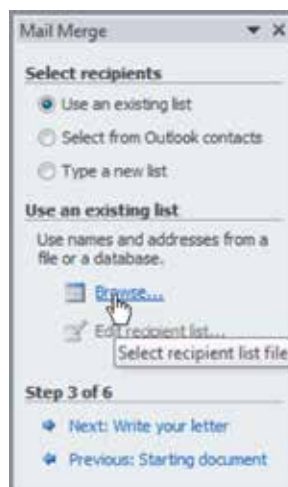 Mail Merge
Select recipients
Use an existing list
Select from Outlook contacts
Type a new list
Use an existing list
Use names and addresses from a
file or a database.
Browse...
Edit recipient list...
Select recipient list file
Step 3 of 6
Next: Write your letter
Previous: Starting document